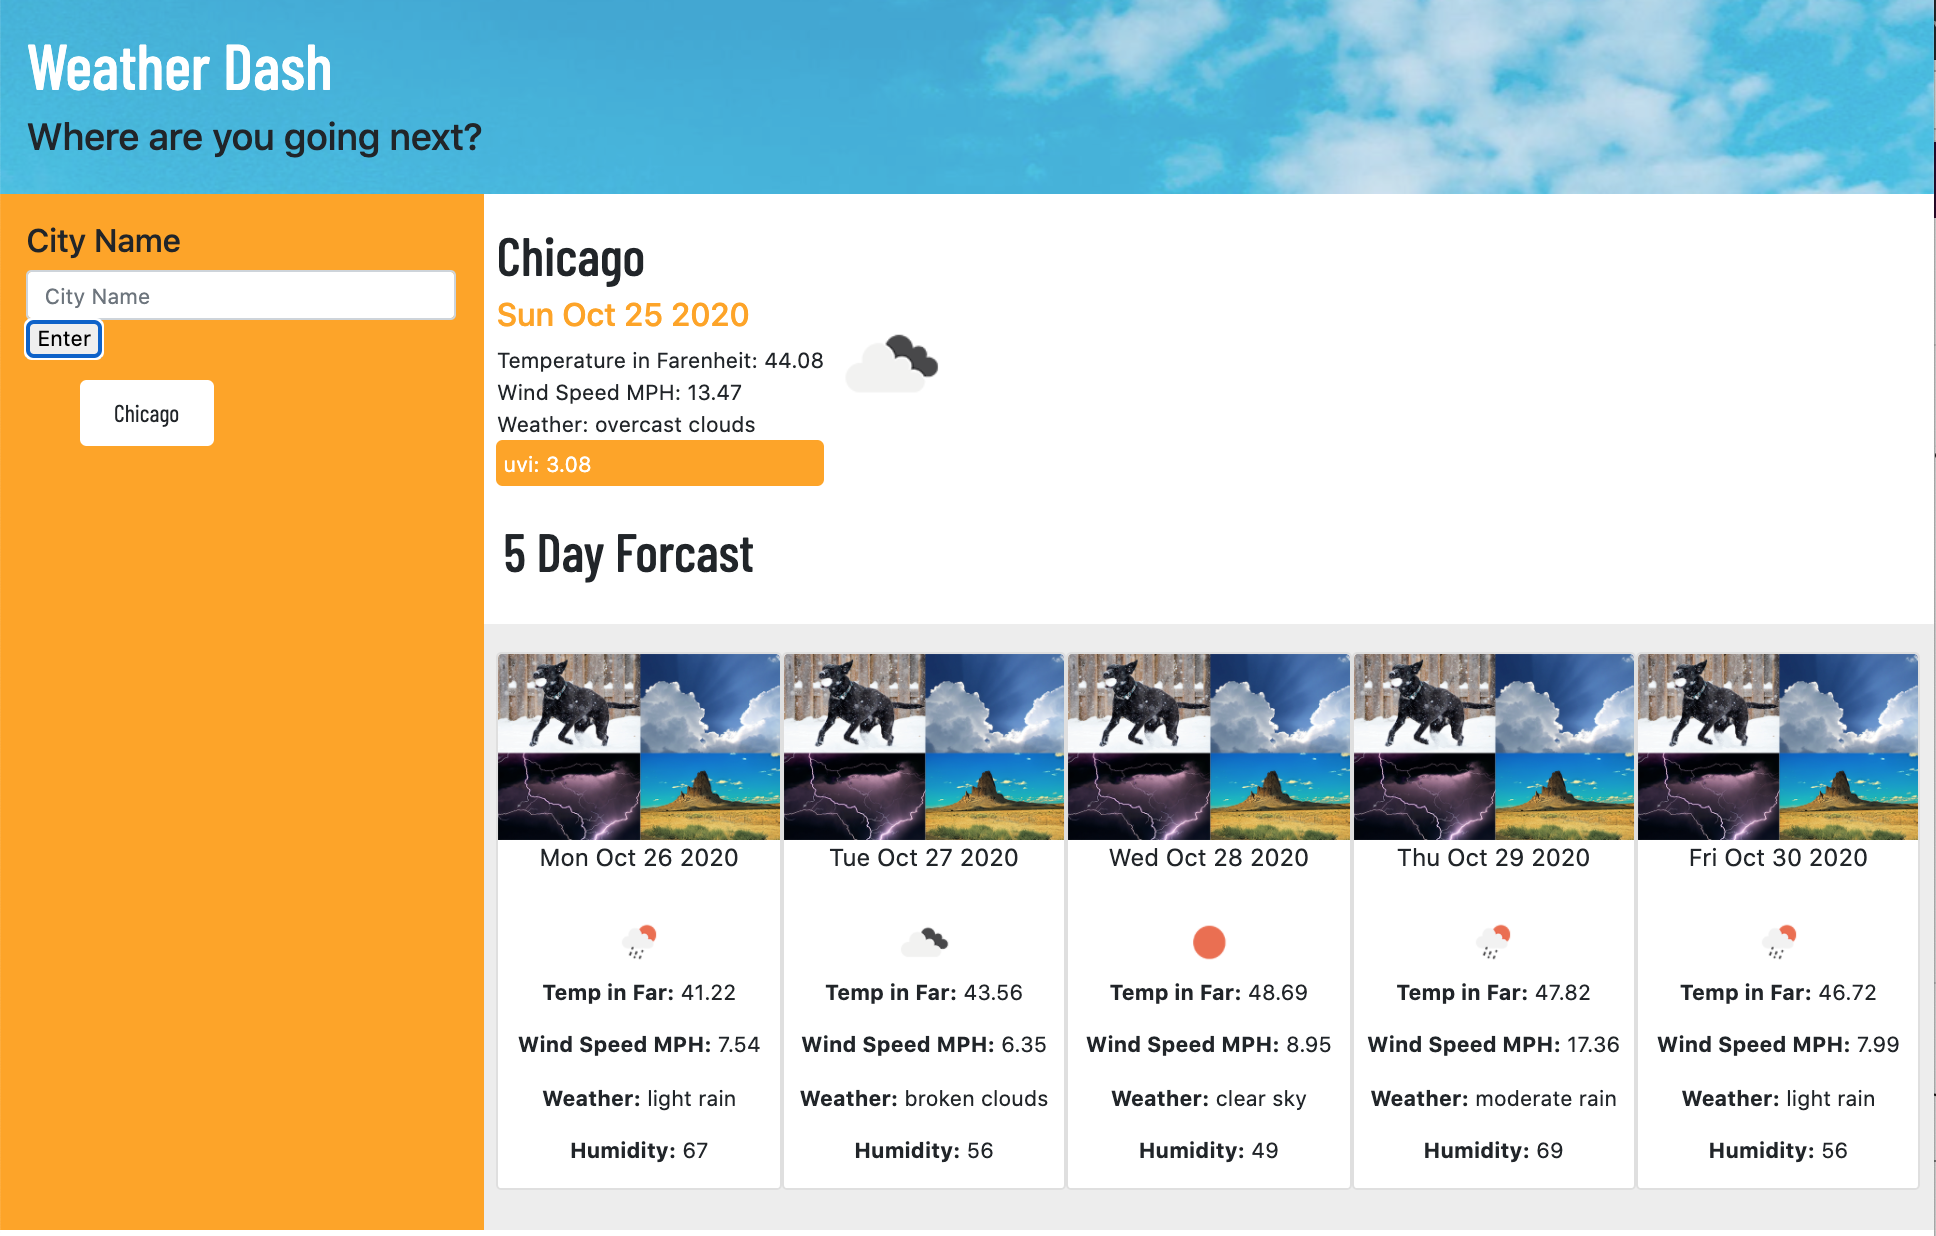 Weather Dash
Where are you going next?
City Name
City Name
Enter
Chicago
Chicago
Sun Oct 25 2020
Temperature in Farenheit: 44.08
Wind Speed MPH: 13.47
Weather: overcast clouds
uvi: 3.08
5 Day Forcast
Mon Oct 26 2020
Temp in Far: 41.22
Wind Speed MPH: 7.54
Weather: light rain
Humidity: 67
Tue Oct 27 2020
Temp in Far: 43.56
Wind Speed MPH: 6.35
Weather: broken clouds
Humidity: 56
Wed Oct 28 2020
Temp in Far: 48.69
Wind Speed MPH: 8.95
Weather: clear sky
Humidity: 49
Thu Oct 29 2020
Temp in Far: 47.82
Wind Speed MPH: 17.36
Weather: moderate rain
Humidity: 69
Fri Oct 30 2020
Temp in Far: 46.72
Wind Speed MPH: 7.99
Weather: light rain
Humidity: 56